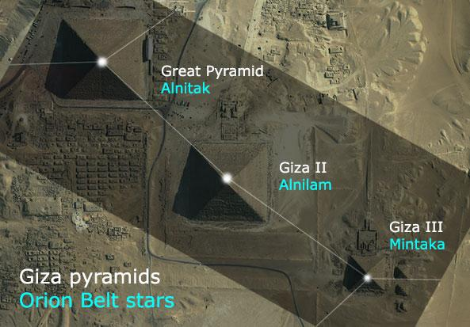 Great Pyramid
Alnitak
Giza II
Alnilam
Giza III
Mintaka
Giza pyramids
Orion Belt stars